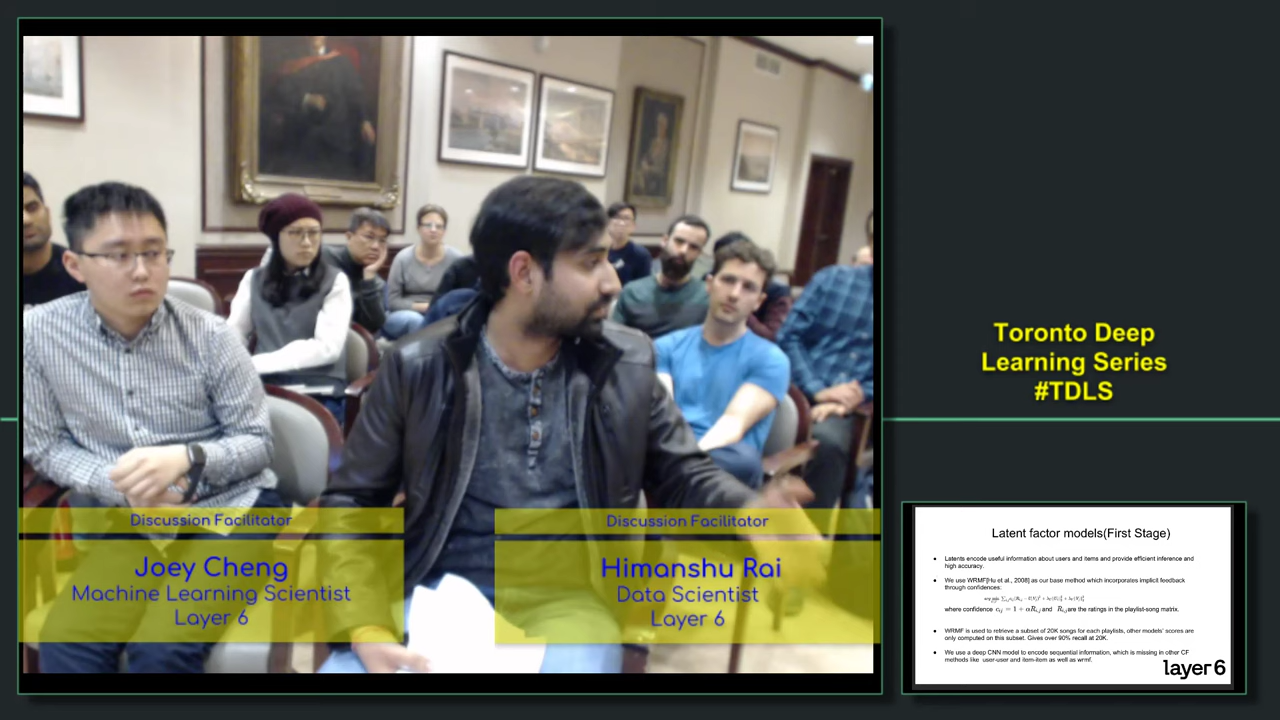 Toronto Deep
Learning Series
#TDLS
Discussion Facilitator
Joey Cheng
Machine Learning Scientist
Layer 6
Discussion Facilitator
Himanshu Rai
Data Scientist
Layer 6
Latent factor models(First Stage)
Latents encode useful information about users and items and provide efficient inference and
high accuracy.
We use WRMF[Hu et al., 2008] as our base method which incorporates implicit feedback
through confidences:
where confidence and are the ratings in the playlist-song matrix.
WRMF is used to retrieve a subset of 20K songs for each playlists, other models' scores are
only computed on this subset. Gives over 90% recall at 20K.
We use a deep CNN model to encode sequential information, which is missing in other CF
methods like user-user and item-item as well as wrmf.
layer 6